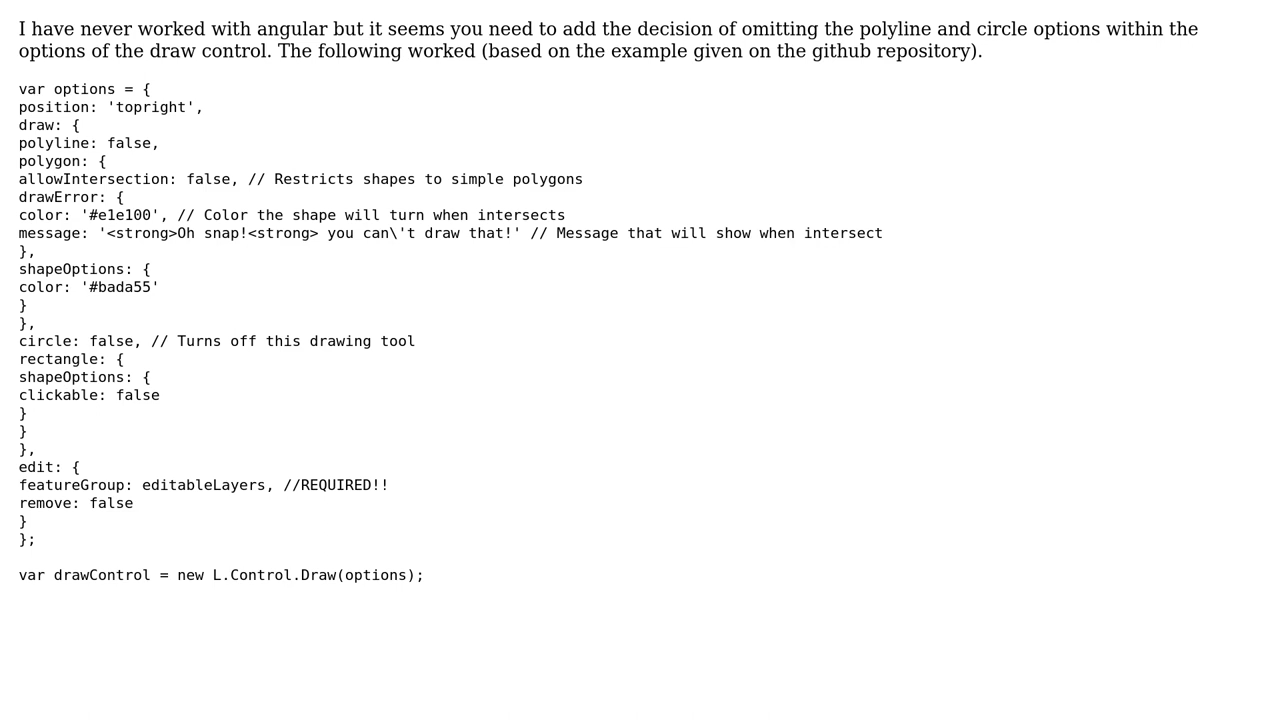 I have never worked with angular but it seems you need to add the decision of omitting the polyline and circle options within the
options of the draw control. The following worked (based on the example given on the github repository).
var options = {
position: 'topright',
draw: {
polyline: false,
polygon: {
allowIntersection: false, // Restricts shapes to simple polygons
drawError: {
color: '#e1e100', // Color the shape will turn when intersects
message: '<strong>Oh snap!<strong> you can\'t draw that!' // Message that will show when intersect
},
shapeOptions: {
color: '#bada55'
}
},
circle: false, // Turns off this drawing tool
rectangle: {
shapeOptions: {
clickable: false
}
}
},
edit: {
featureGroup: editableLayers, //REQUIRED!!
remove: false
}
};
var drawControl = new L.Control.Draw(options);